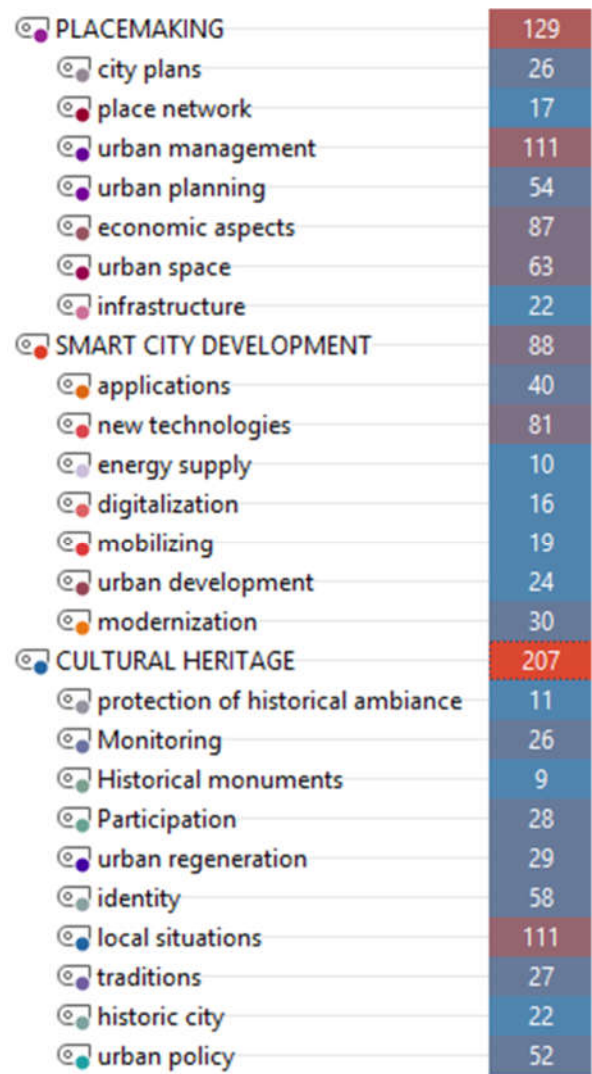 PLACEMAKING 129
city plans 26
place network 17
urban management 111
urban planning 54
economic aspects 87
urban space 63
infrastructure 22
SMART CITY DEVELOPMENT 88
applications 40
new technologies 81
energy supply 10
digitalization 16
mobilizing 19
urban development 24
modernization 30
CULTURAL HERITAGE 207
protection of historical ambiance 11
Monitoring 26
Historical monuments 9
Participation 28
urban regeneration 29
identity 58
local situations 111
traditions 27
historic city 22
urban policy 52